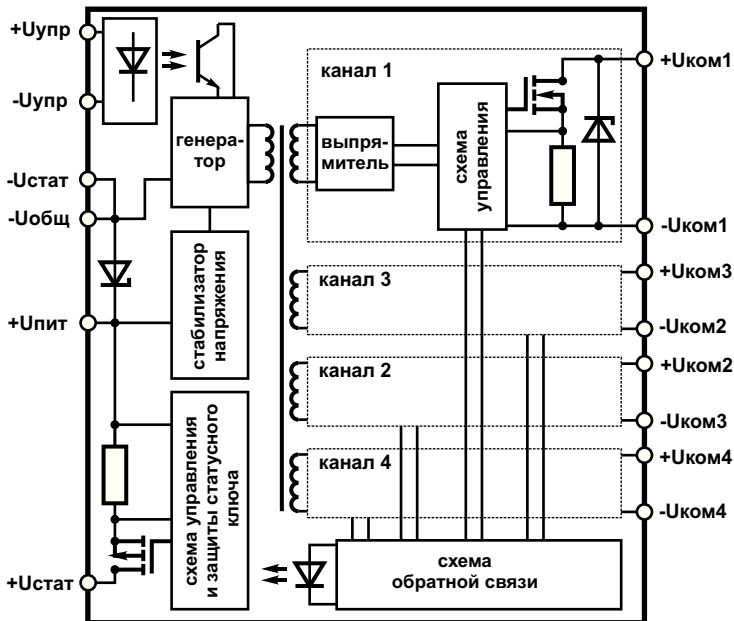 +Uупр
-Uупр
-Uстат
-Uобщ
+Uпит
+Uстат
генера-
тор
стабилизатор
напряжения
схема управления
и защиты статусного
ключа
канал 1
выпря-
митель
схема
управления
канал 3
канал 2
канал 4
схема
обратной связи
+Uком1
-Uком1
+Uком3
-Uком2
+Uком2
-Uком3
+Uком4
-Uком4